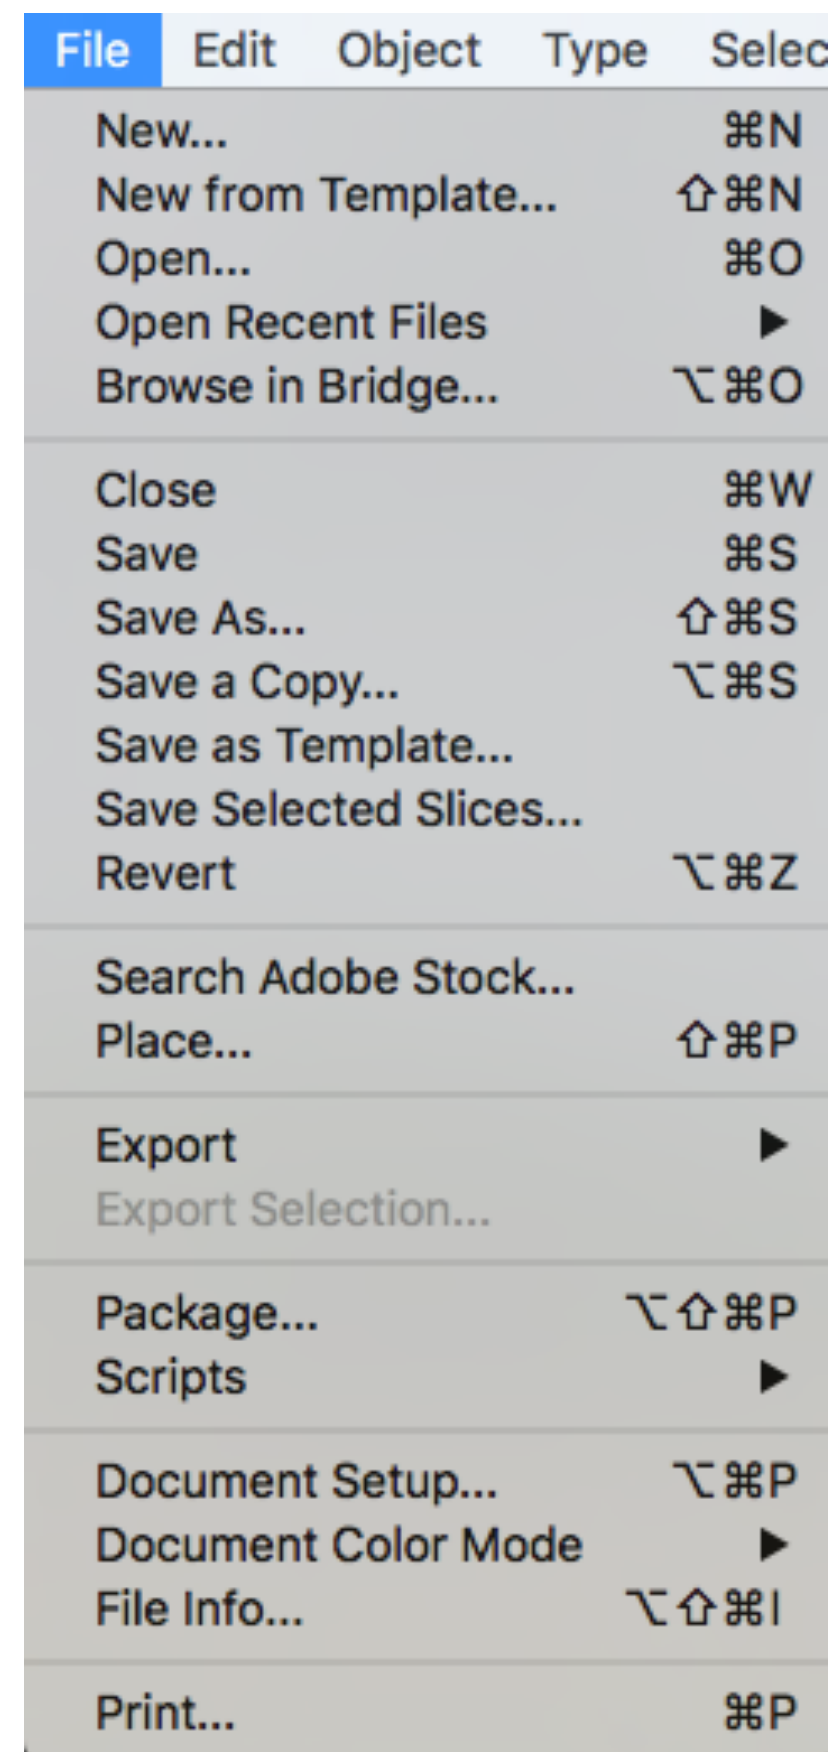 File Edit Object Type Selec
New... ⌘N
New from Template... ⇧⌘N
Open... ⌘O
Open Recent Files ▶
Browse in Bridge... ⌥⌘O
Close ⌘W
Save ⌘S
Save As... ⇧⌘S
Save a Copy... ⌥⌘S
Save as Template...
Save Selected Slices...
Revert ⌥⌘Z
Search Adobe Stock...
Place... ⇧⌘P
Export ▶
Export Selection...
Package... ⌥⇧⌘P
Scripts ▶
Document Setup... ⌥⌘P
Document Color Mode ▶
File Info... ⌥⇧⌘I
Print... ⌘P